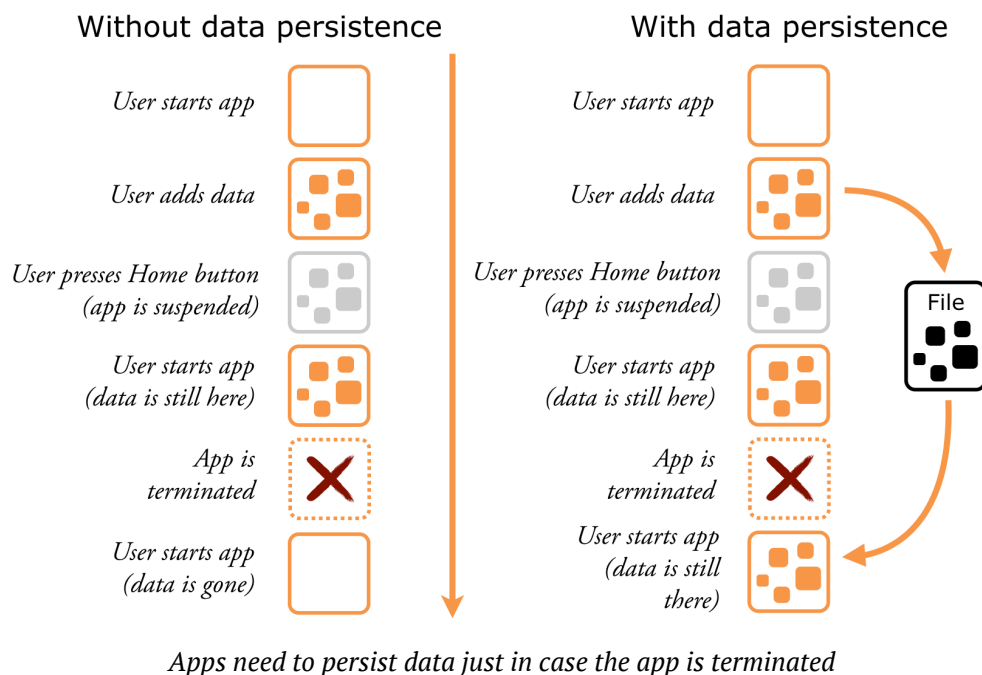 Without data persistence
User starts app
User adds data
User presses Home button
(app is suspended)
User starts app
(data is still here)
App is
terminated
User starts app
(data is gone)
With data persistence
User starts app
User adds data
User presses Home button
(app is suspended)
User starts app
(data is still here)
App is
terminated
User starts app
(data is still
there)
File
Apps need to persist data just in case the app is terminated